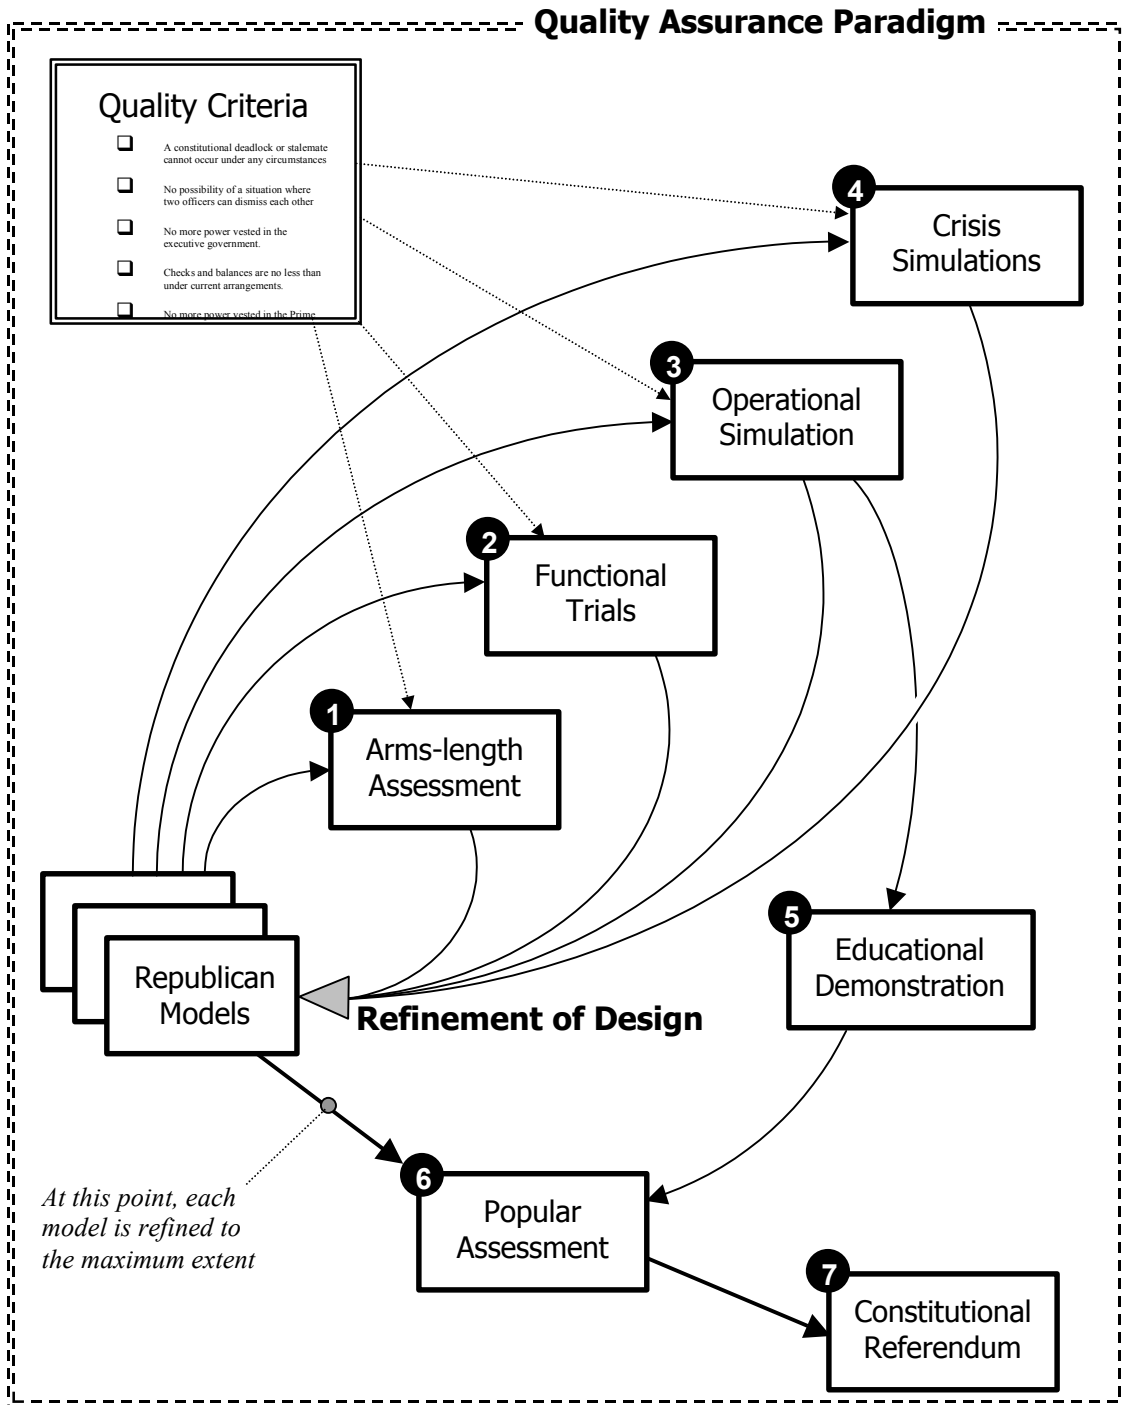 Quality Assurance Paradigm
Quality Criteria
A constitutional deadlock or stalemate
cannot occur under any circumstances
No possibility of a situation where
two officers can dismiss each other
No more power vested in the
executive government.
Checks and balances are no less than
under current arrangements.
No more power vested in the Prime
4
Crisis
Simulations
3
Operational
Simulation
2
Functional
Trials
1
Arms-length
Assessment
Republican
Models
Refinement of Design
5
Educational
Demonstration
At this point, each
model is refined to
the maximum extent
6
Popular
Assessment
7
Constitutional
Referendum